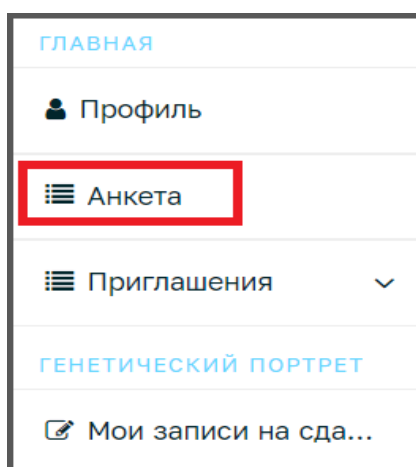 ГЛАВНАЯ
Профиль
Анкета
Приглашения
ГЕНЕТИЧЕСКИЙ ПОРТРЕТ
Мои записи на сда...